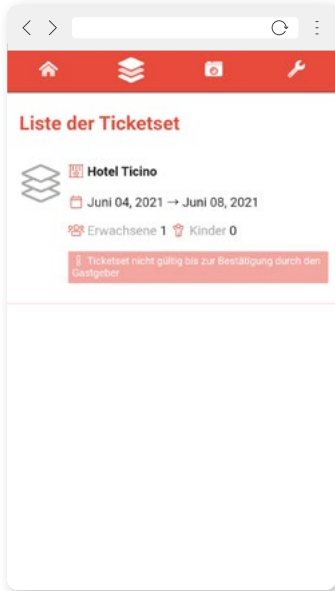 Liste der Ticketset
Hotel Ticino
Juni 04, 2021 → Juni 08, 2021
Erwachsene 1 Kinder 0
Ticketset nicht gültig bis zur Bestätigung durch den
Gastgeber